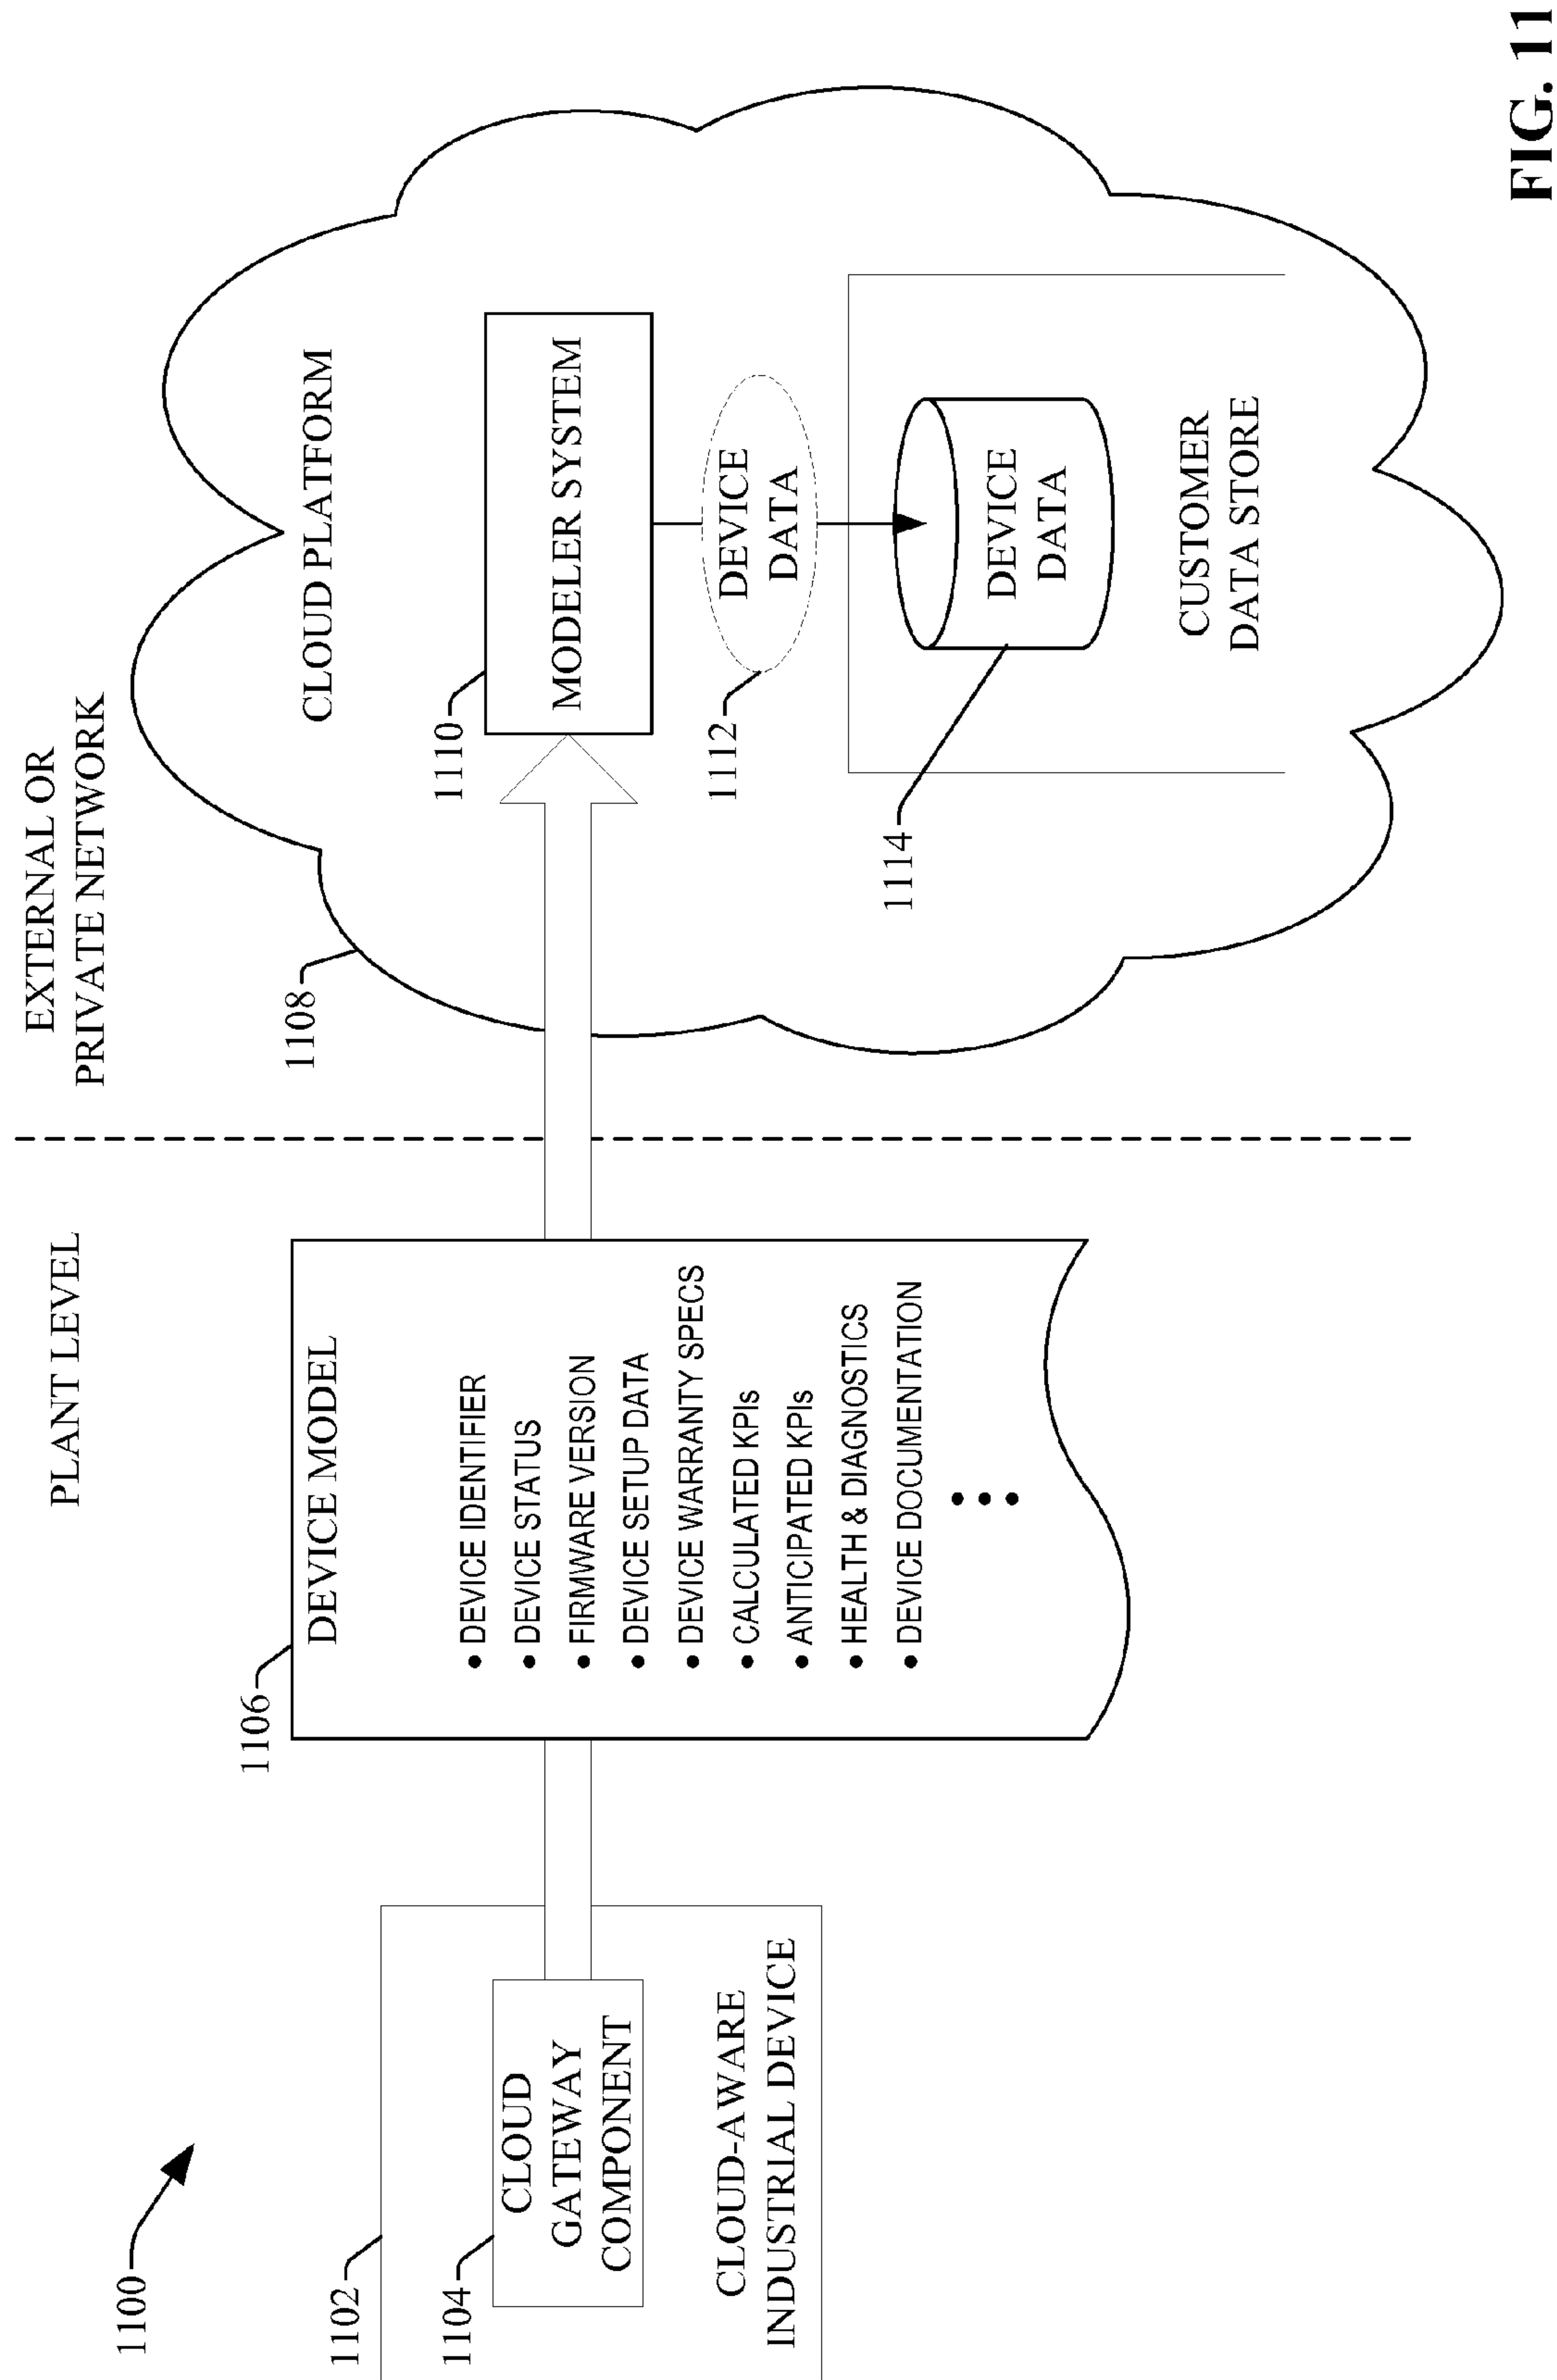 1100
PLANT LEVEL
EXTERNAL OR
PRIVATE NETWORK
1102
1104
CLOUD
GATEWAY
COMPONENT
CLOUD-AWARE
INDUSTRIAL DEVICE
1106
DEVICE MODEL
• DEVICE IDENTIFIER
• DEVICE STATUS
• FIRMWARE VERSION
• DEVICE SETUP DATA
• DEVICE WARRANTY SPECS
• CALCULATED KPIs
• ANTICIPATED KPIs
• HEALTH & DIAGNOSTICS
• DEVICE DOCUMENTATION
1108
CLOUD PLATFORM
1110
MODELER SYSTEM
1112
DEVICE
DATA
1114
DEVICE
DATA
CUSTOMER
DATA STORE
FIG. 11